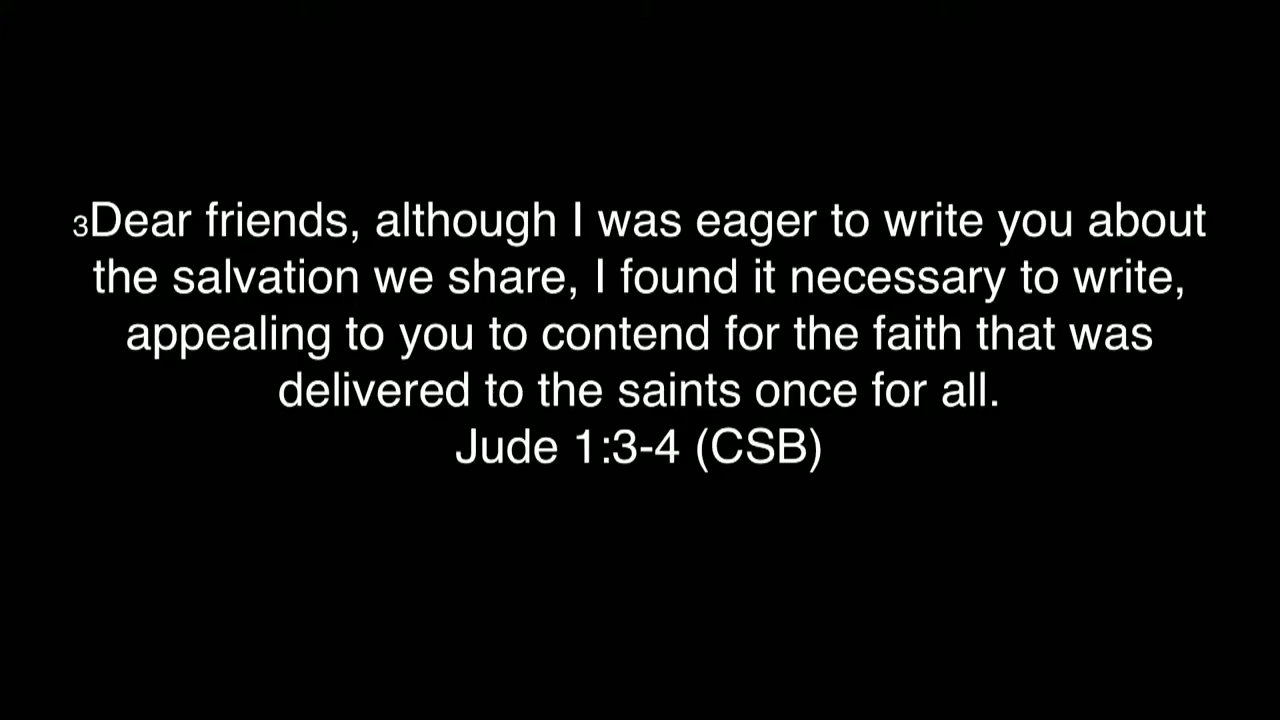 3Dear friends, although I was eager to write you about
the salvation we share, I found it necessary to write,
appealing to you to contend for the faith that was
delivered to the saints once for all.
Jude 1:3-4 (CSB)